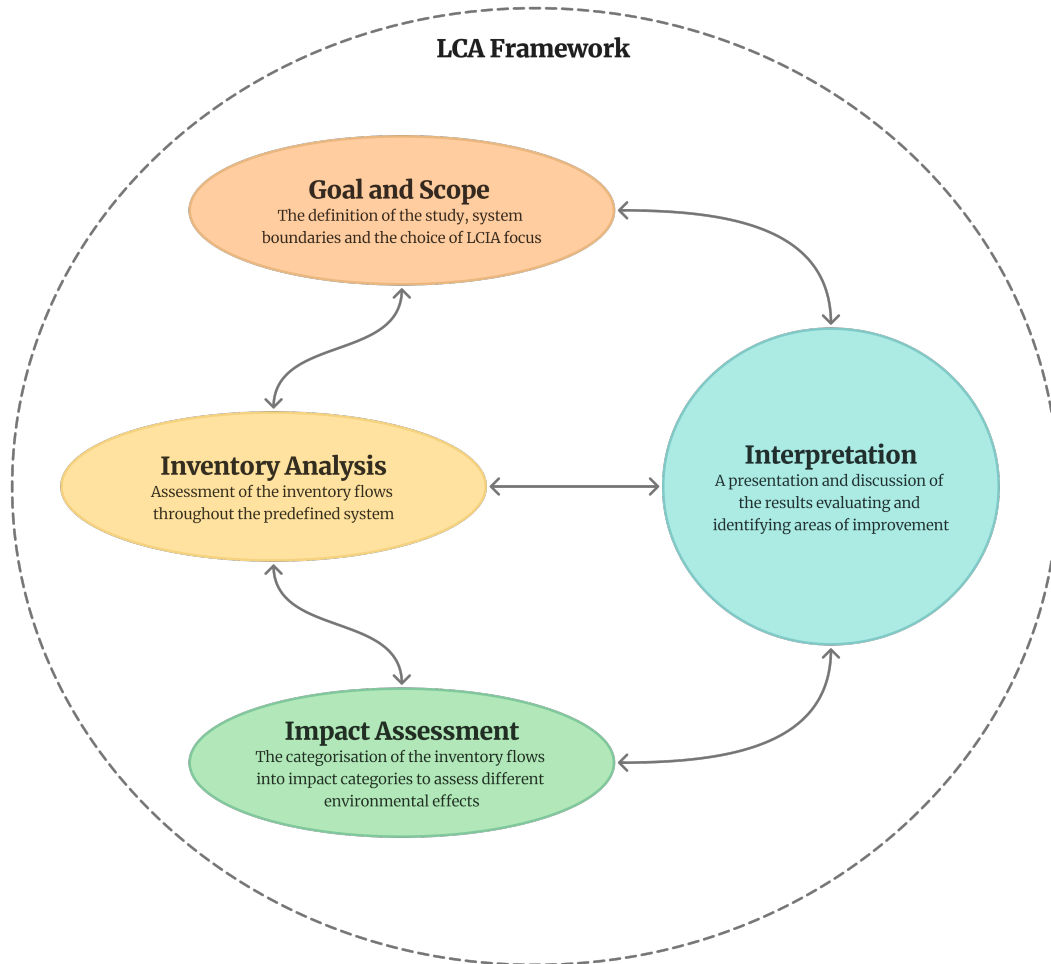 LCA Framework
Goal and Scope
The definition of the study, system
boundaries and the choice of LCIA focus
Inventory Analysis
Assessment of the inventory flows
throughout the predefined system
Interpretation
A presentation and discussion of
the results evaluating and
identifying areas of improvement
Impact Assessment
The categorisation of the inventory flows
into impact categories to assess different
environmental effects